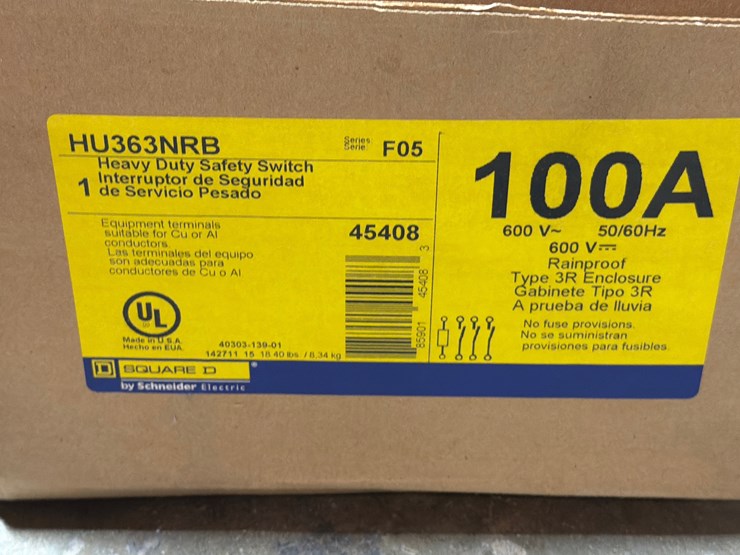 HU363NRB
Series
Serie
F05
Heavy Duty Safety Switch
1 Interruptor de Seguridad
de Servicio Pesado
Equipment terminals
suitable for Cu or Al
conductors.
Las terminales del equipo
son adecuadas para
conductores de Cu o Al
45408
3
45408
85901
UL
Made in U.S.A.
Hecho en EUA
40303-139-01
142711 15 18.40 lbs / 8.34 kg
D SQUARE D ®
by Schneider Electric
100A
600 V~ 50/60Hz
600 V⎓
Rainproof
Type 3R Enclosure
Gabinete Tipo 3R
A prueba de lluvia
No fuse provisions.
No se suministran
provisiones para fusibles.